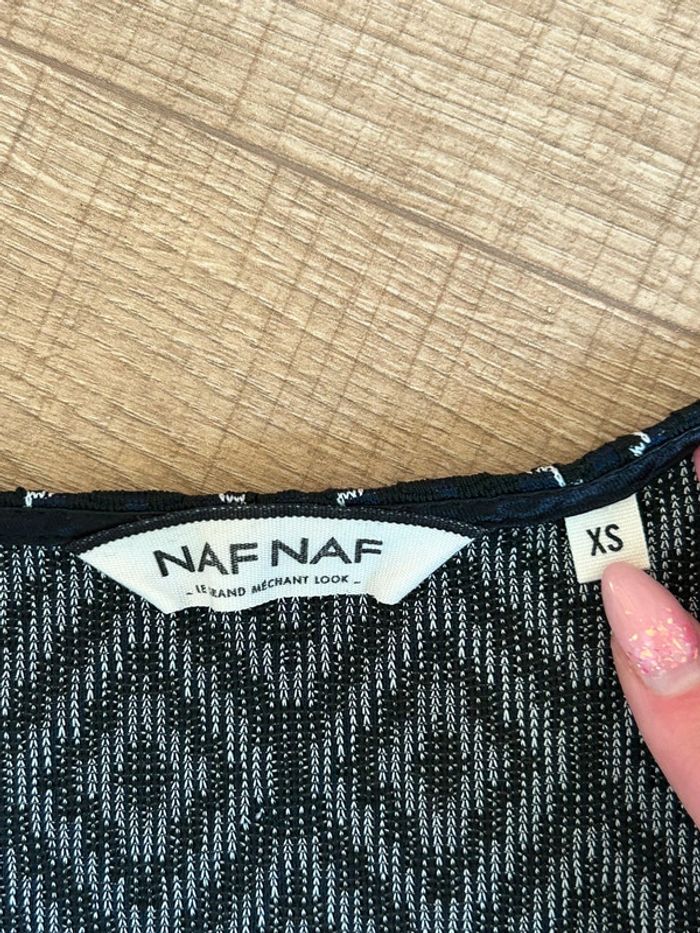 NAF NAF
- LE GRAND MÉCHANT LOOK -
XS